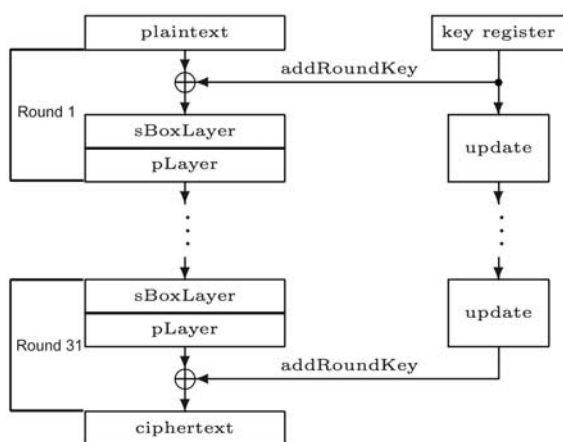 plaintext
key register
addRoundKey
Round 1
sBoxLayer
pLayer
update
sBoxLayer
pLayer
update
Round 31
addRoundKey
ciphertext